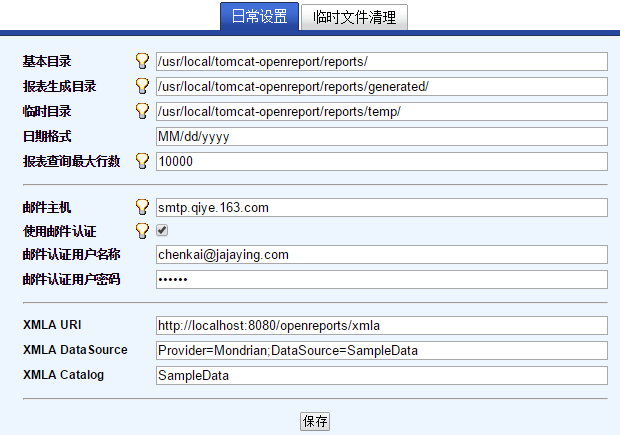 日常设置 临时文件清理
基本目录 /usr/local/tomcat-openreport/reports/
报表生成目录 /usr/local/tomcat-openreport/reports/generated/
临时目录 /usr/local/tomcat-openreport/reports/temp/
日期格式 MM/dd/yyyy
报表查询最大行数 10000
邮件主机 smtp.qiye.163.com
使用邮件认证
邮件认证用户名称 chenkai@jajaying.com
邮件认证用户密码 ••••••
XMLA URI http://localhost:8080/openreports/xmla
XMLA DataSource Provider=Mondrian;DataSource=SampleData
XMLA Catalog SampleData
保存